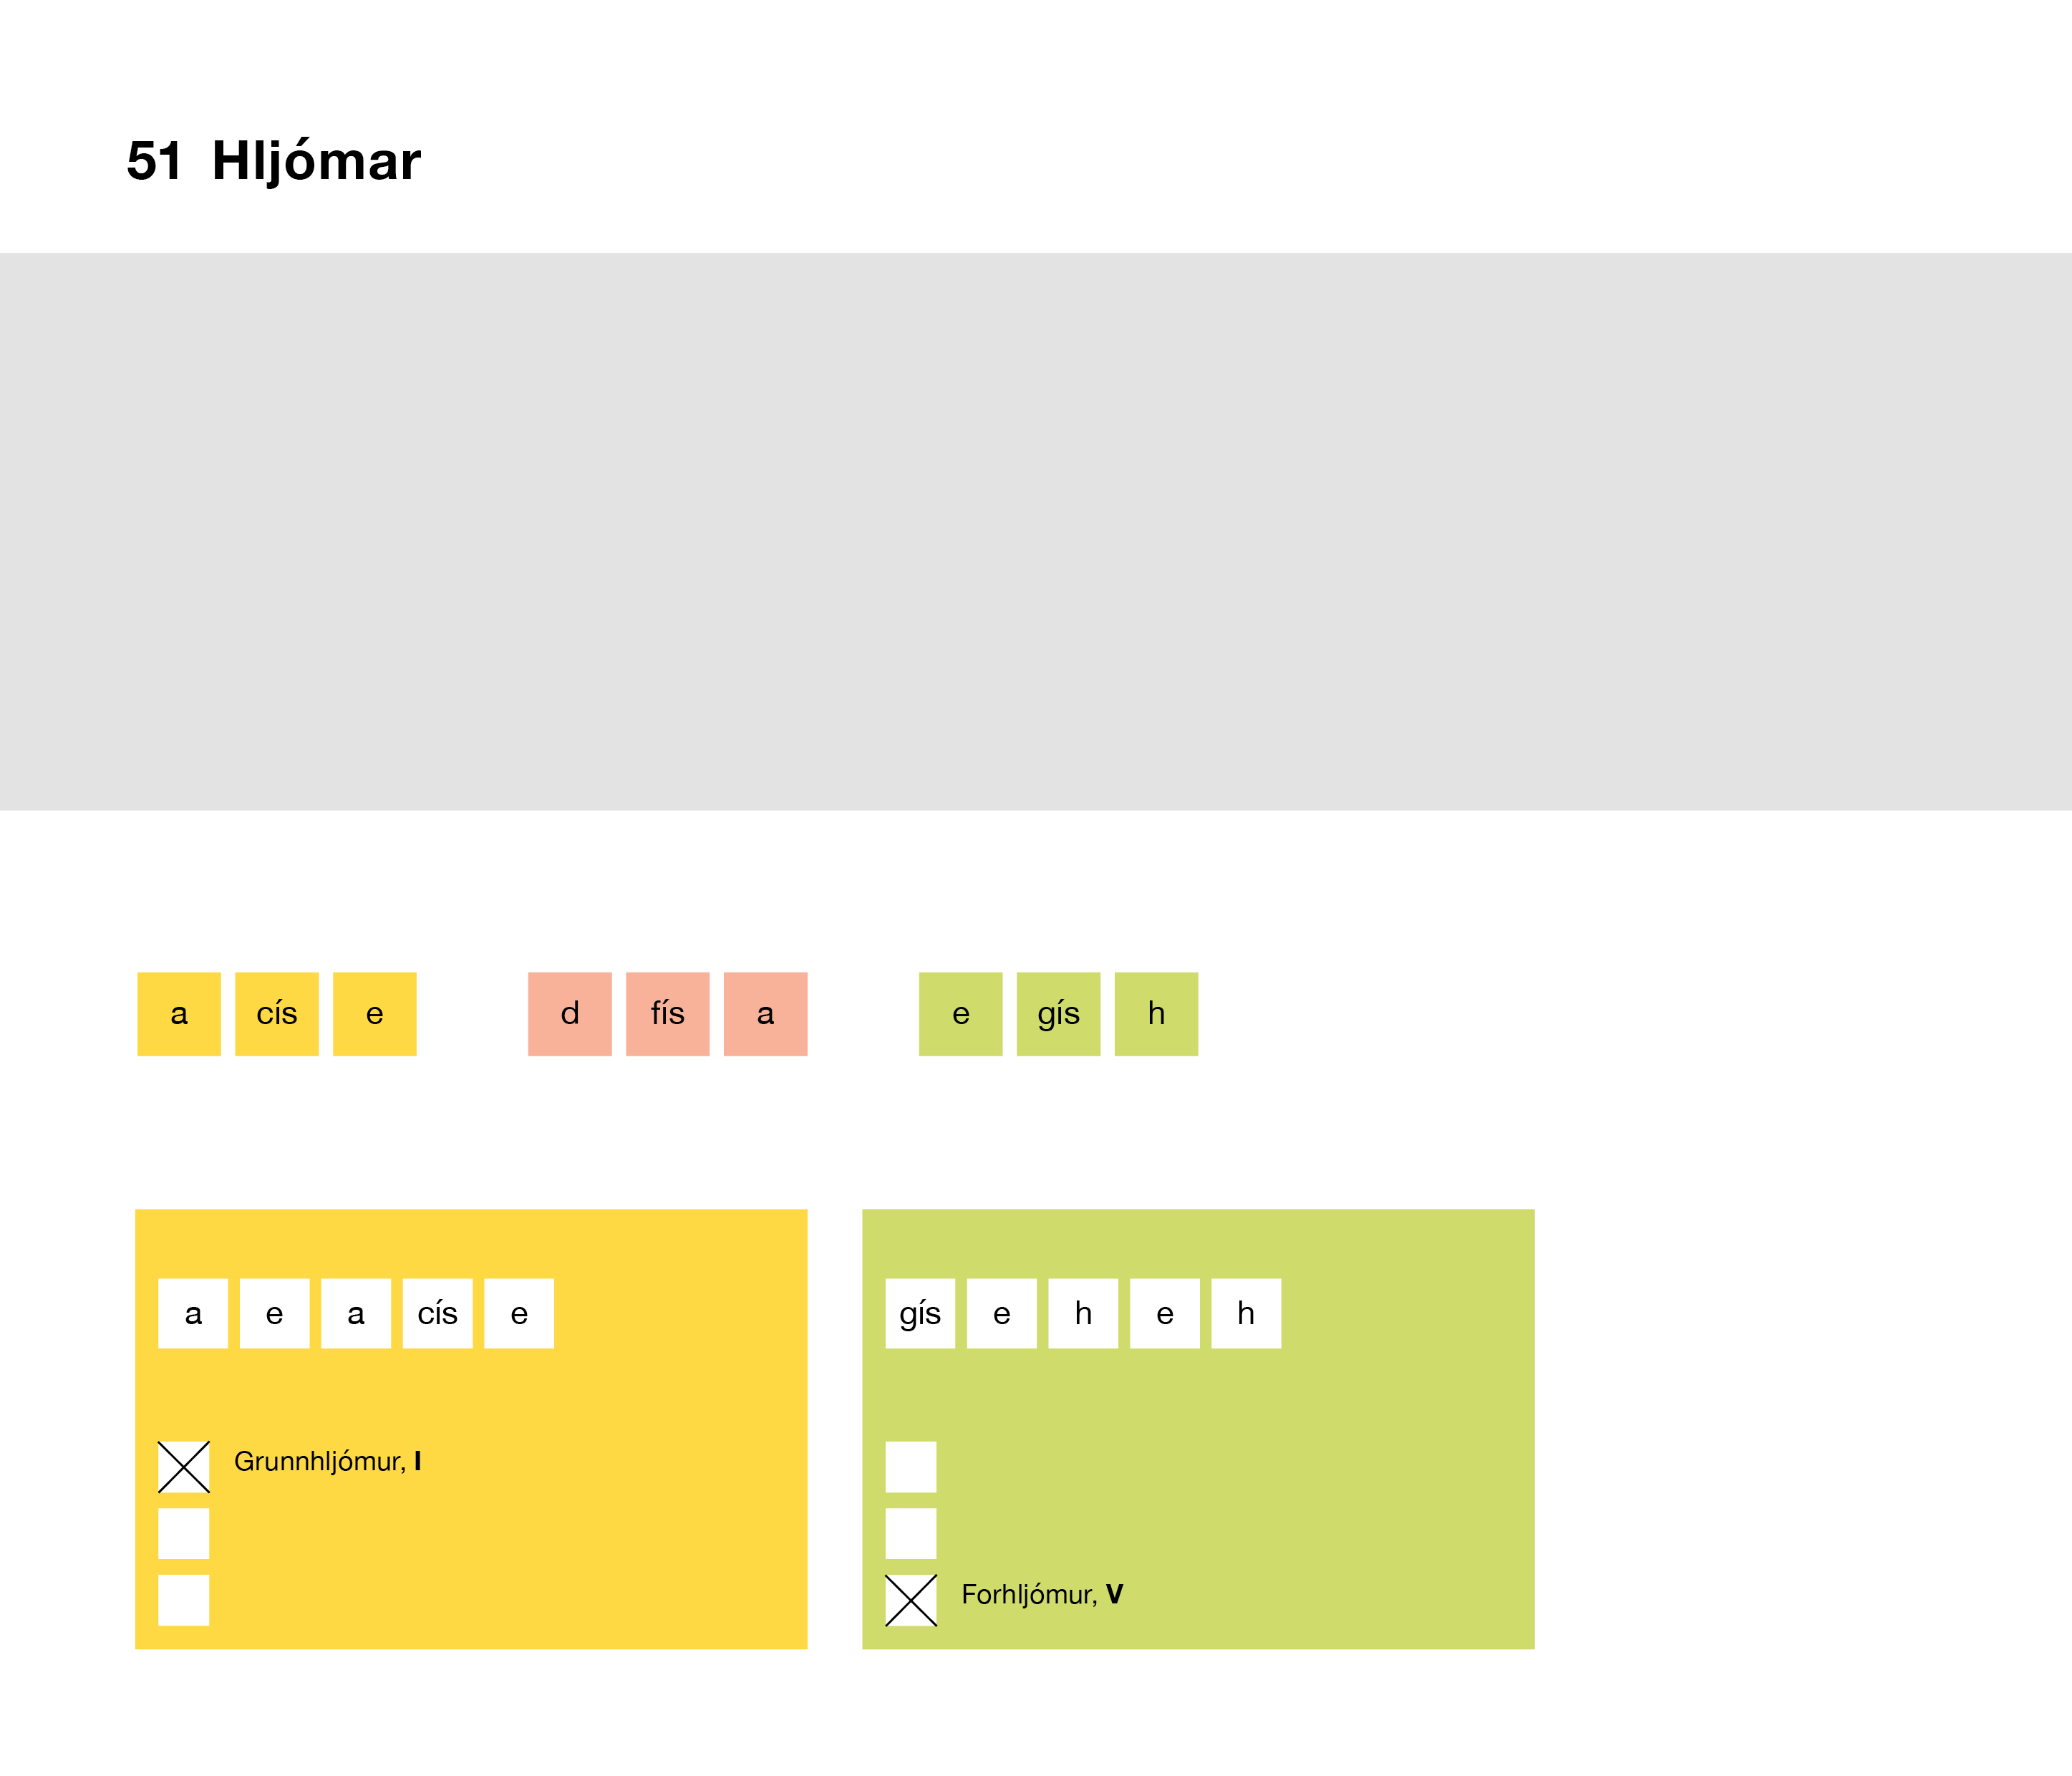 51 Hljómar
a cís e d fís a e gís h
a e a cís e
gís e h e h
Grunnhljómur, I
Forhljómur, V